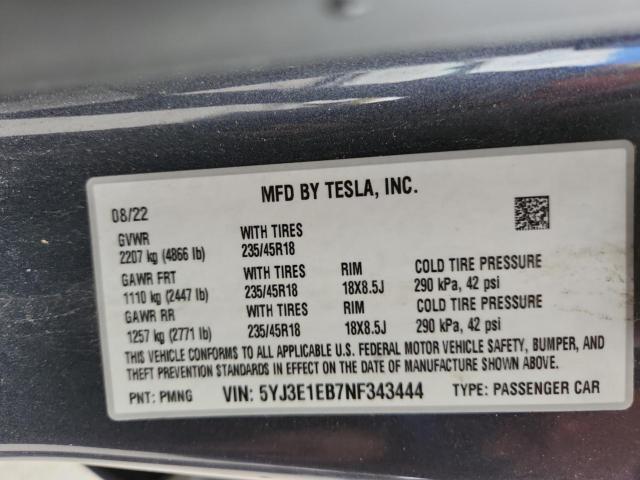 MFD BY TESLA, INC.
08/22
GVWR WITH TIRES
2207 kg (4866 lb) 235/45R18
GAWR FRT WITH TIRES RIM COLD TIRE PRESSURE
1110 kg (2447 lb) 235/45R18 18X8.5J 290 kPa, 42 psi
GAWR RR WITH TIRES RIM COLD TIRE PRESSURE
1257 kg (2771 lb) 235/45R18 18X8.5J 290 kPa, 42 psi
THIS VEHICLE CONFORMS TO ALL APPLICABLE U.S. FEDERAL MOTOR VEHICLE SAFETY, BUMPER, AND
THEFT PREVENTION STANDARDS IN EFFECT ON THE DATE OF MANUFACTURE SHOWN ABOVE.
PNT: PMNG VIN: 5YJ3E1EB7NF343444 TYPE: PASSENGER CAR